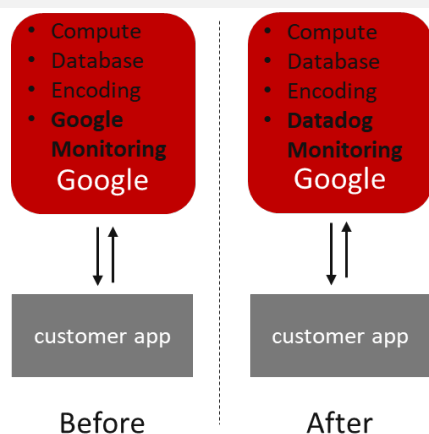 • Compute
• Database
• Encoding
• Google
Monitoring
Google
customer app
Before
• Compute
• Database
• Encoding
• Datadog
Monitoring
Google
customer app
After